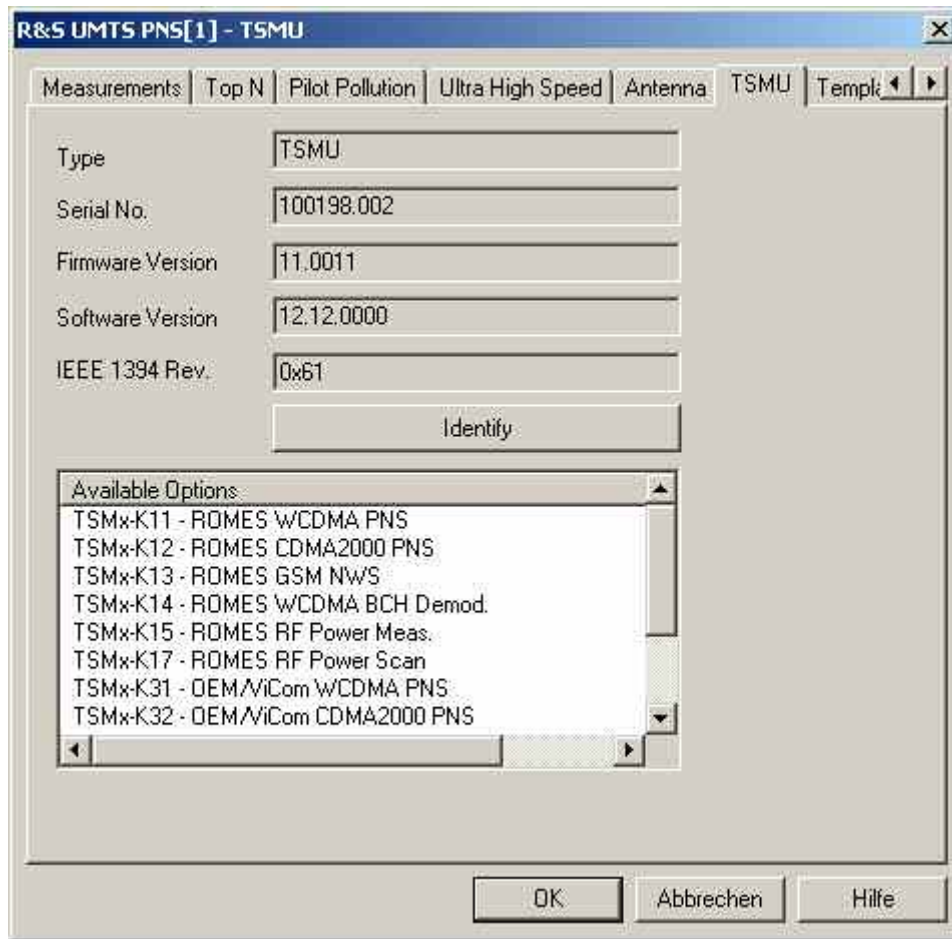 R&S UMTS PNS[1] - TSMU
Measurements Top N Pilot Pollution Ultra High Speed Antenna TSMU Templa
Type TSMU
Serial No. 100198.002
Firmware Version 11.0011
Software Version 12.12.0000
IEEE 1394 Rev. 0x61
Identify
Available Options
TSMx-K11 - ROMES WCDMA PNS
TSMx-K12 - ROMES CDMA2000 PNS
TSMx-K13 - ROMES GSM NWS
TSMx-K14 - ROMES WCDMA BCH Demod.
TSMx-K15 - ROMES RF Power Meas.
TSMx-K17 - ROMES RF Power Scan
TSMx-K31 - OEM/ViCom WCDMA PNS
TSMx-K32 - OEM/ViCom CDMA2000 PNS
OK Abbrechen Hilfe